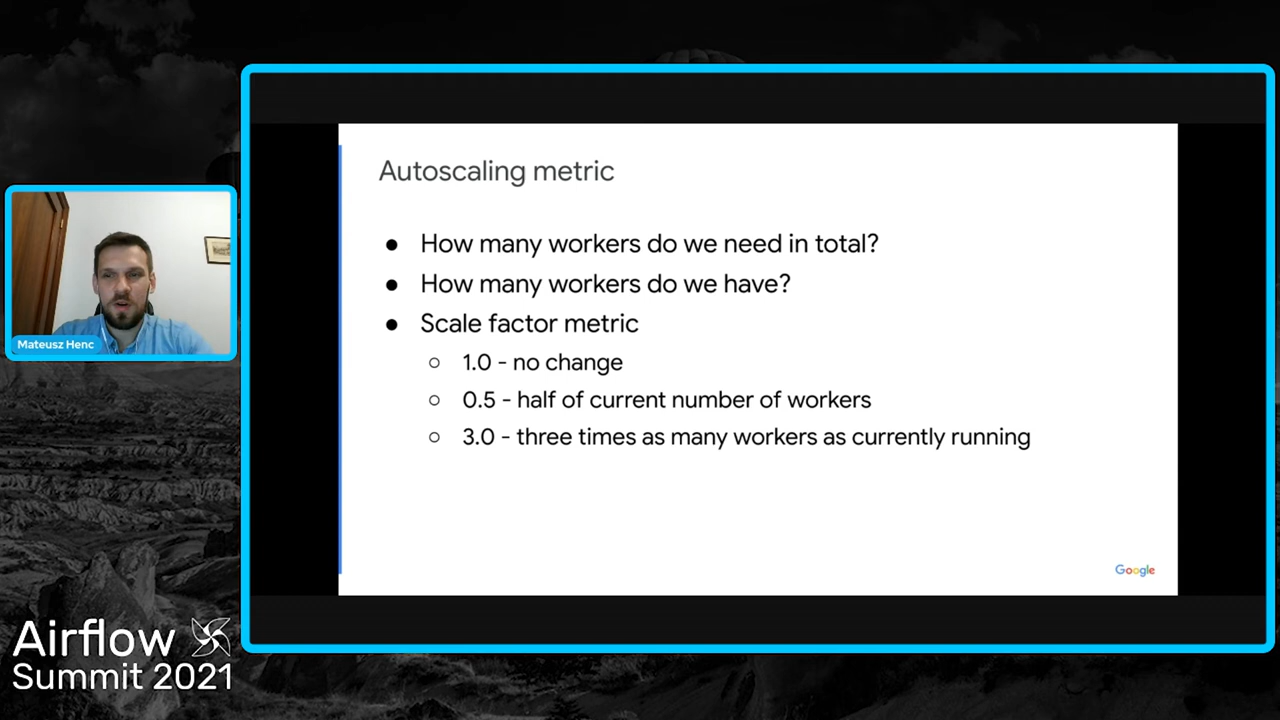 Autoscaling metric
● How many workers do we need in total?
● How many workers do we have?
● Scale factor metric
○ 1.0 - no change
○ 0.5 - half of current number of workers
○ 3.0 - three times as many workers as currently running
Google
Mateusz Henc
Airflow
Summit 2021